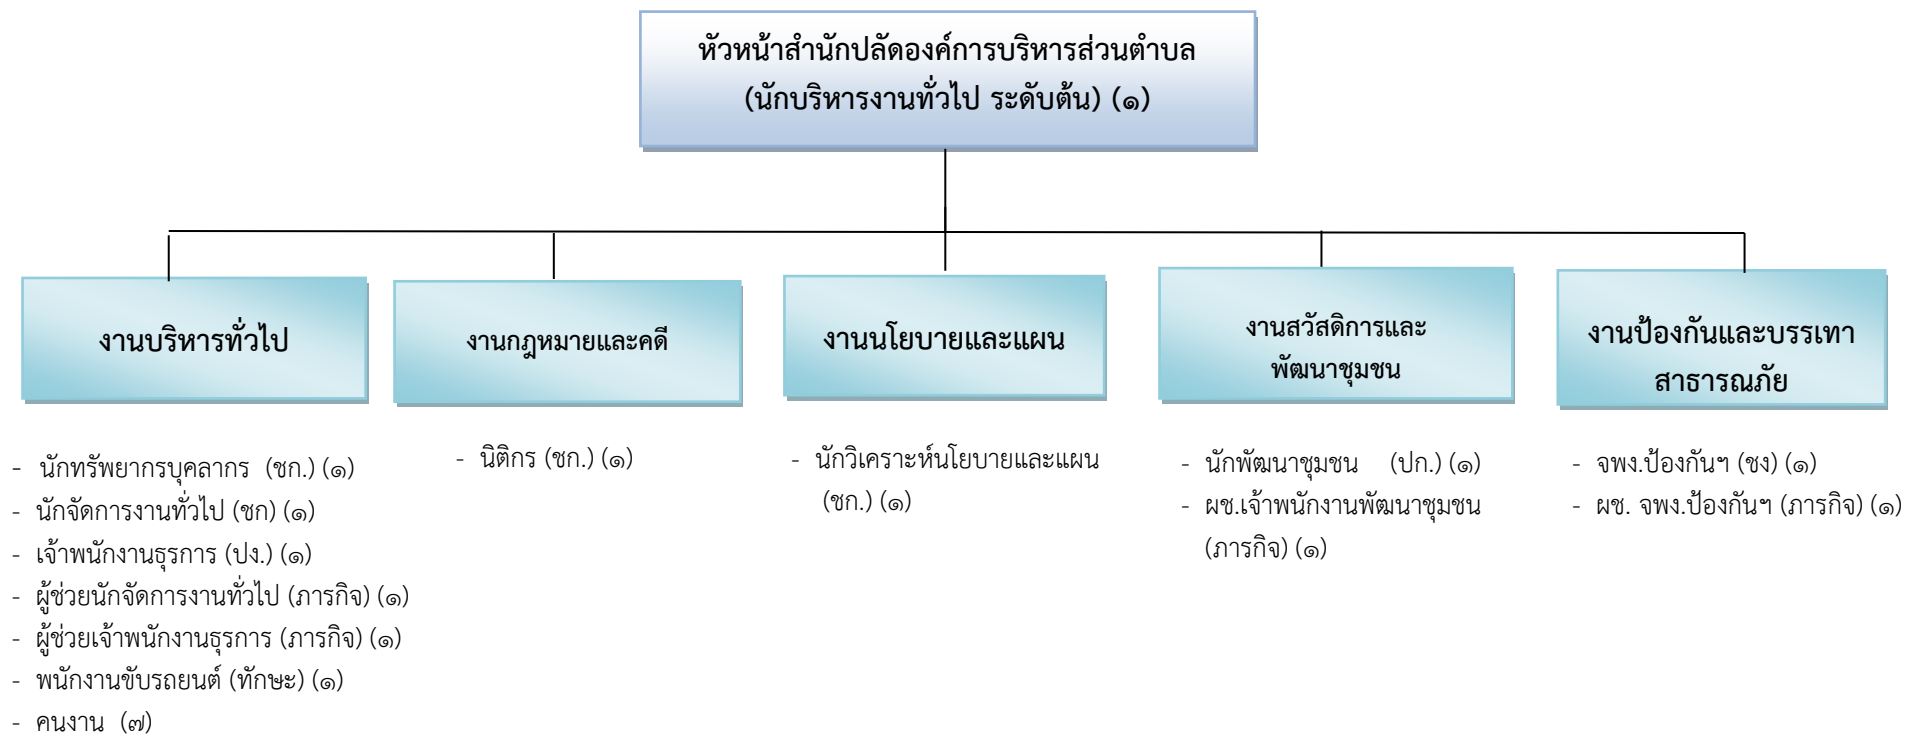 หัวหน้าสำนักปลัดองค์การบริหารส่วนตำบล
(นักบริหารงานทั่วไป ระดับต้น) (๑)
งานบริหารทั่วไป
- นักทรัพยากรบุคลากร (ชก.) (๑)
- นักจัดการงานทั่วไป (ชก) (๑)
- เจ้าพนักงานธุรการ (ปง.) (๑)
- ผู้ช่วยนักจัดการงานทั่วไป (ภารกิจ) (๑)
- ผู้ช่วยเจ้าพนักงานธุรการ (ภารกิจ) (๑)
- พนักงานขับรถยนต์ (ทักษะ) (๑)
- คนงาน (๗)
งานกฎหมายและคดี
- นิติกร (ชก.) (๑)
งานนโยบายและแผน
- นักวิเคราะห์นโยบายและแผน
(ชก.) (๑)
งานสวัสดิการและ
พัฒนาชุมชน
- นักพัฒนาชุมชน (ปก.) (๑)
- ผช.เจ้าพนักงานพัฒนาชุมชน
(ภารกิจ) (๑)
งานป้องกันและบรรเทา
สาธารณภัย
- จพง.ป้องกันฯ (ชง) (๑)
- ผช. จพง.ป้องกันฯ (ภารกิจ) (๑)